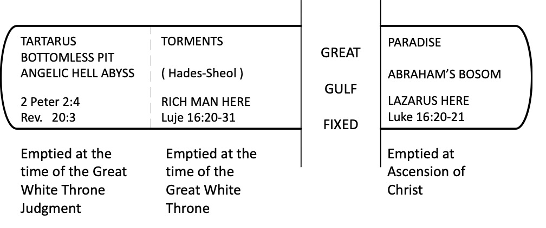 TARTARUS
BOTTOMLESS PIT
ANGELIC HELL ABYSS
2 Peter 2:4
Rev. 20:3
TORMENTS
( Hades-Sheol )
RICH MAN HERE
Luje 16:20-31
GREAT
GULF
FIXED
PARADISE
ABRAHAM'S BOSOM
LAZARUS HERE
Luke 16:20-21
Emptied at the
time of the Great
White Throne
Judgment
Emptied at the
time of the
Great White
Throne
Emptied at
Ascension of
Christ